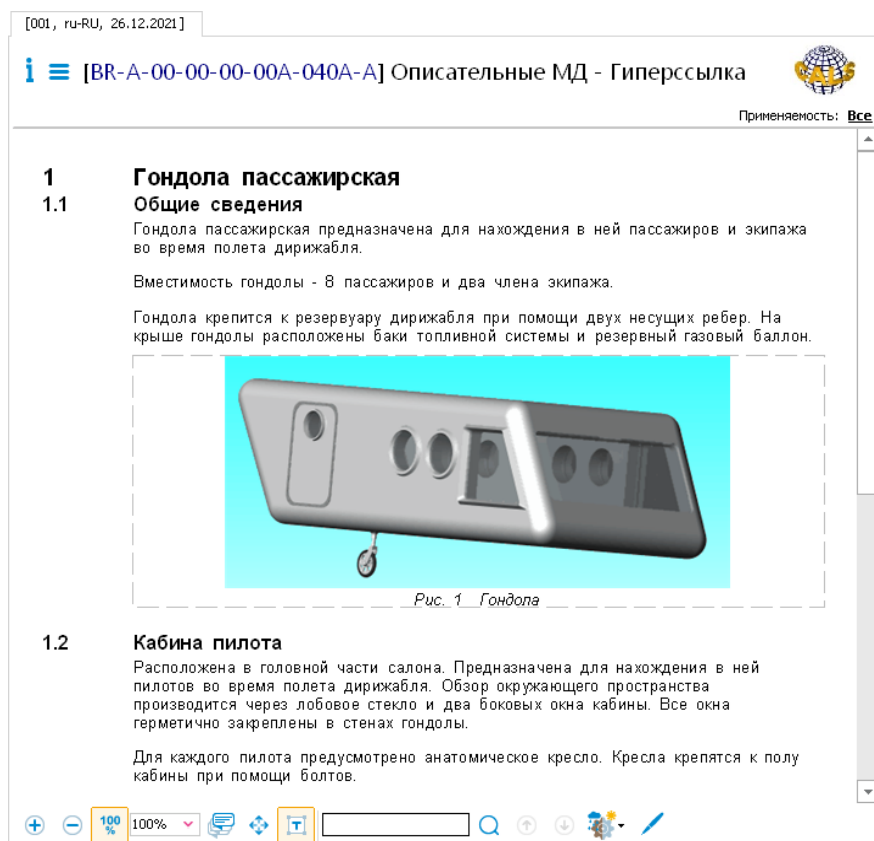 [001, ru-RU, 26.12.2021]
[BR-A-00-00-00-00A-040A-A] Описательные МД - Гиперссылка
CALS
Применяемость: Все
1 Гондола пассажирская
1.1 Общие сведения
Гондола пассажирская предназначена для нахождения в ней пассажиров и экипажа
во время полета дирижабля.
Вместимость гондолы - 8 пассажиров и два члена экипажа.
Гондола крепится к резервуару дирижабля при помощи двух несущих ребер. На
крыше гондолы расположены баки топливной системы и резервный газовый баллон.
Рис. 1 Гондола
1.2 Кабина пилота
Расположена в головной части салона. Предназначена для нахождения в ней
пилотов во время полета дирижабля. Обзор окружающего пространства
производится через лобовое стекло и два боковых окна кабины. Все окна
герметично закреплены в стенах гондолы.
Для каждого пилота предусмотрено анатомическое кресло. Кресла крепятся к полу
кабины при помощи болтов.
100 % 100% T